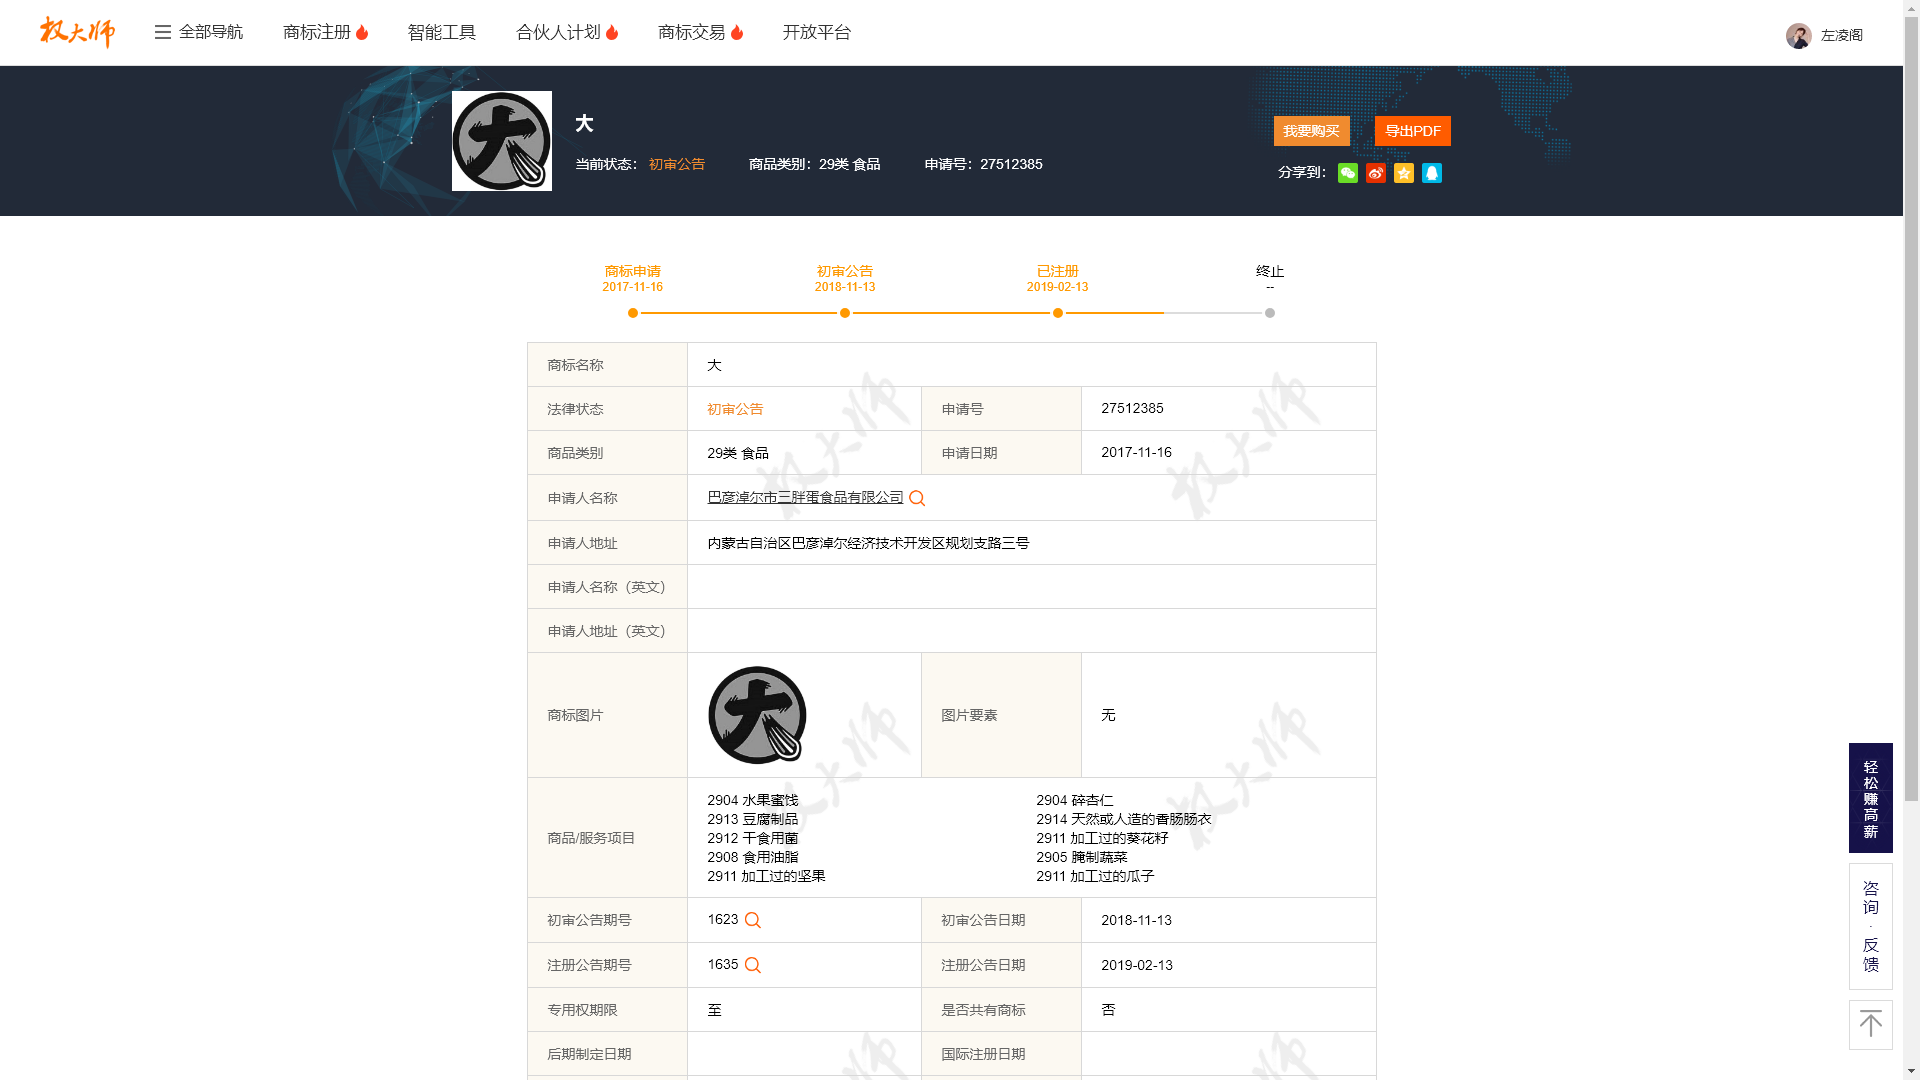 权大师
全部导航
商标注册
智能工具
合伙人计划
商标交易
开放平台
左凌阁
大
大
当前状态： 初审公告
商品类别：29类 食品
申请号：27512385
我要购买
导出PDF
分享到：
商标申请
2017-11-16
初审公告
2018-11-13
已注册
2019-02-13
终止
--
商标名称 大
法律状态 初审公告 申请号 27512385
商品类别 29类 食品 申请日期 2017-11-16
申请人名称 巴彦淖尔市三胖蛋食品有限公司
申请人地址 内蒙古自治区巴彦淖尔经济技术开发区规划支路三号
申请人名称（英文）
申请人地址（英文）
商标图片 大 图片要素 无
商品/服务项目
2904 水果蜜饯 2904 碎杏仁
2913 豆腐制品 2914 天然或人造的香肠肠衣
2912 干食用菌 2911 加工过的葵花籽
2908 食用油脂 2905 腌制蔬菜
2911 加工过的坚果 2911 加工过的瓜子
初审公告期号 1623 初审公告日期 2018-11-13
注册公告期号 1635 注册公告日期 2019-02-13
专用权期限 至 是否共有商标 否
后期制定日期 国际注册日期
权大师
权大师
权大师
权大师
轻松赚高薪
咨询·反馈